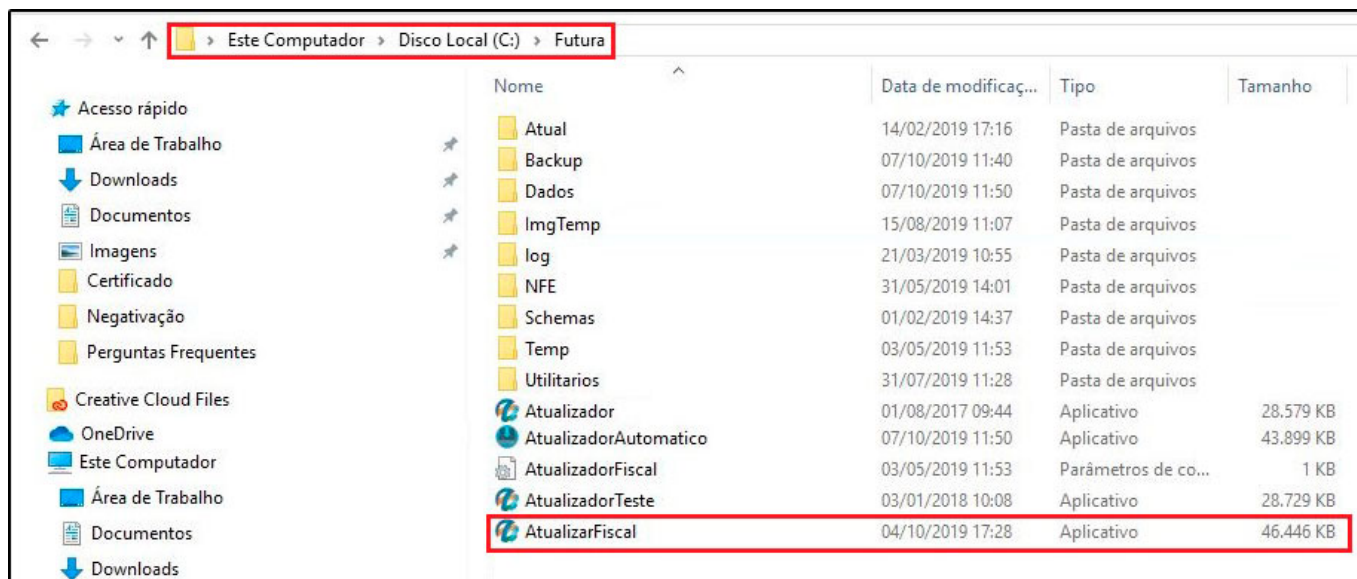 Este Computador > Disco Local (C:) > Futura
Nome Data de modificaç... Tipo Tamanho
Acesso rápido
Área de Trabalho
Downloads
Documentos
Imagens
Certificado
Negativação
Perguntas Frequentes
Creative Cloud Files
OneDrive
Este Computador
Área de Trabalho
Documentos
Downloads
Atual 14/02/2019 17:16 Pasta de arquivos
Backup 07/10/2019 11:40 Pasta de arquivos
Dados 07/10/2019 11:50 Pasta de arquivos
ImgTemp 15/08/2019 11:07 Pasta de arquivos
log 21/03/2019 10:55 Pasta de arquivos
NFE 31/05/2019 14:01 Pasta de arquivos
Schemas 01/02/2019 14:37 Pasta de arquivos
Temp 03/05/2019 11:53 Pasta de arquivos
Utilitarios 31/07/2019 11:28 Pasta de arquivos
Atualizador 01/08/2017 09:44 Aplicativo 28.579 KB
AtualizadorAutomatico 07/10/2019 11:50 Aplicativo 43.899 KB
AtualizadorFiscal 03/05/2019 11:53 Parâmetros de co... 1 KB
AtualizadorTeste 03/01/2018 10:08 Aplicativo 28.729 KB
AtualizarFiscal 04/10/2019 17:28 Aplicativo 46.446 KB